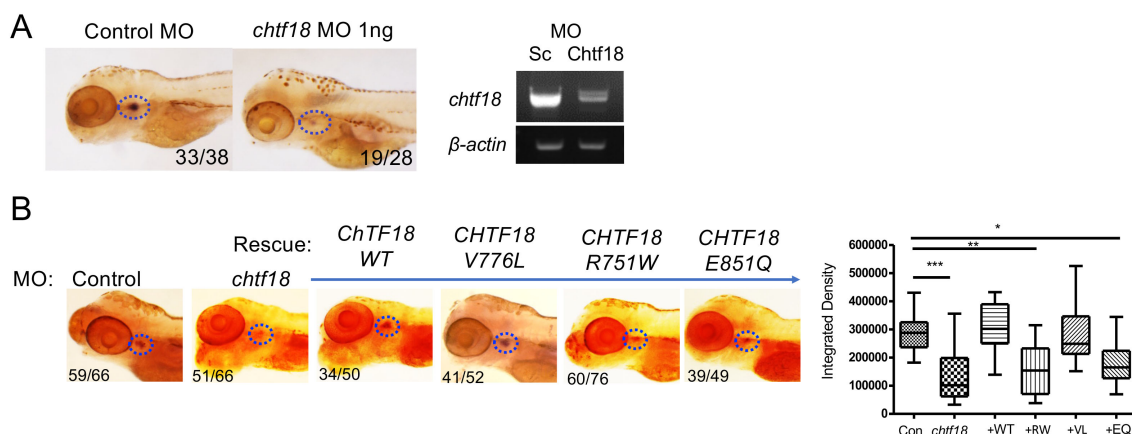 A
Control MO
chtf18 MO 1ng
33/38
19/28
MO
Sc Chtf18
chtf18
β-actin
B
Rescue:
ChTF18 WT
CHTF18 V776L
CHTF18 R751W
CHTF18 E851Q
MO: Control
chtf18
59/66
51/66
34/50
41/52
60/76
39/49
Integrated Density
600000
500000
400000
300000
200000
100000
0
*
**
***
Con chtf18 +WT +RW +VL +EQ